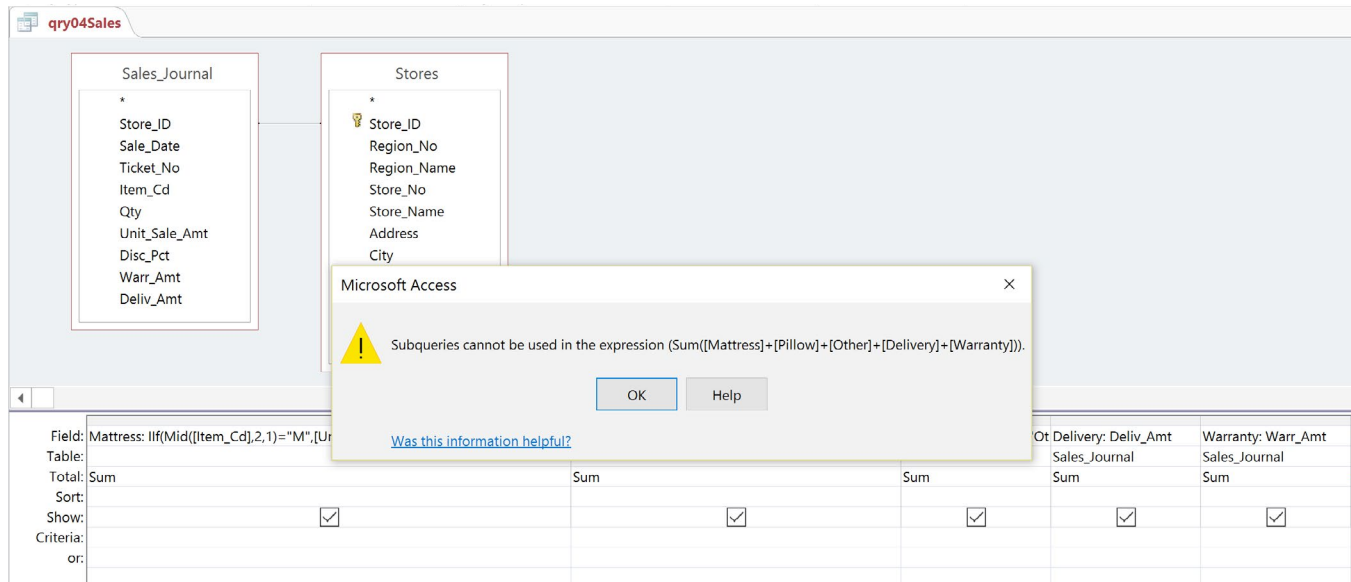 qry04Sales
Sales_Journal
*
Store_ID
Sale_Date
Ticket_No
Item_Cd
Qty
Unit_Sale_Amt
Disc_Pct
Warr_Amt
Deliv_Amt
Stores
*
Store_ID
Region_No
Region_Name
Store_No
Store_Name
Address
City
Microsoft Access
Subqueries cannot be used in the expression (Sum([Mattress]+[Pillow]+[Other]+[Delivery]+[Warranty])).
OK Help
Was this information helpful?
Field: Mattress: IIf(Mid([Item_Cd],2,1)="M",[Ur Ot Delivery: Deliv_Amt Warranty: Warr_Amt
Table: Sales_Journal Sales_Journal
Total: Sum Sum Sum Sum Sum
Sort:
Show:
Criteria:
or: